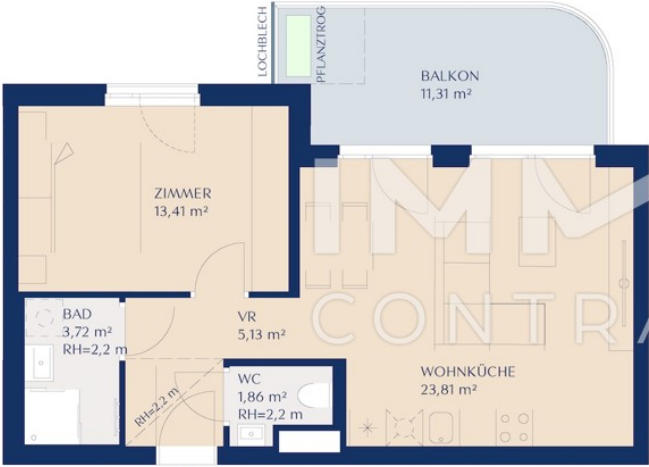 LOCHBLECH
PFLANZTROG
BALKON
11,31 m²
ZIMMER
13,41 m²
IMM
CONTRA
BAD
3,72 m²
RH=2,2 m
VR
5,13 m²
RH=2,2 m
WC
1,86 m²
RH=2,2 m
WOHNKÜCHE
23,81 m²